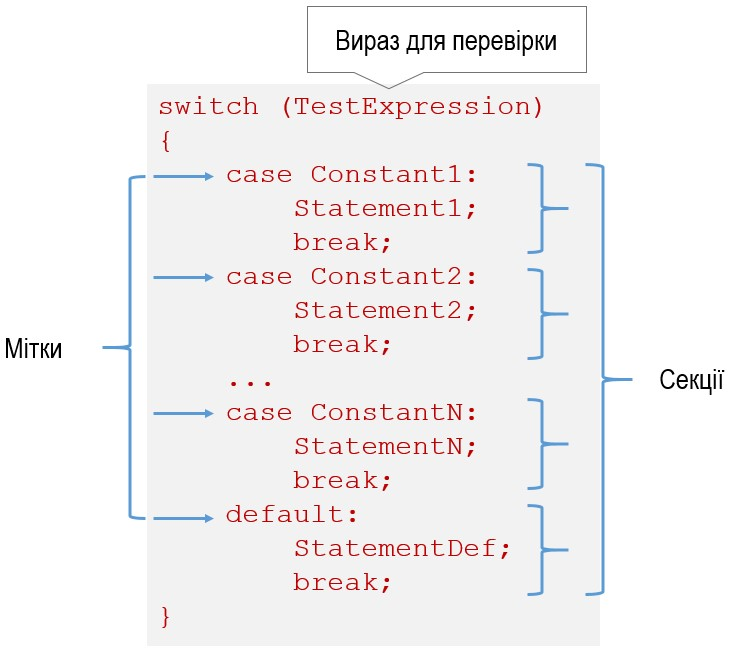 Вираз для перевірки
switch (TestExpression)
{
case Constant1:
Statement1;
break;
case Constant2:
Statement2;
break;
Мітки
...
Секції
case ConstantN:
StatementN;
break;
default:
StatementDef;
break;
}